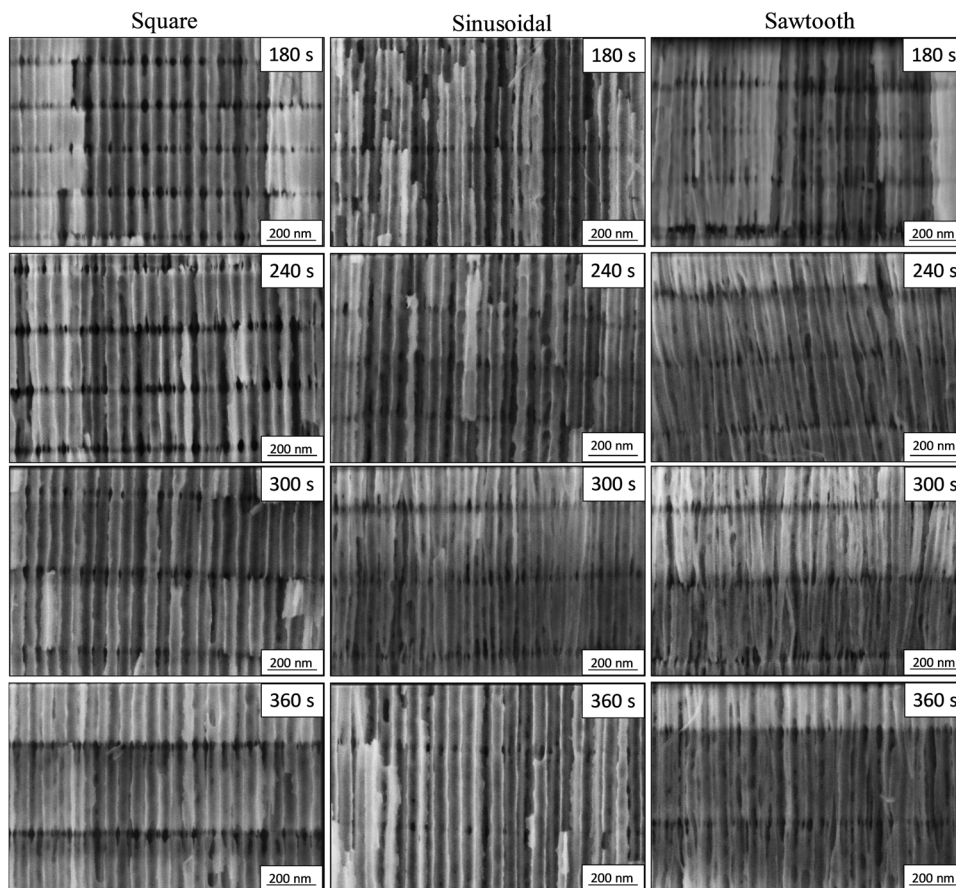 Square Sinusoidal Sawtooth
180 s 180 s 180 s
200 nm 200 nm 200 nm
240 s 240 s 240 s
200 nm 200 nm 200 nm
300 s 300 s 300 s
200 nm 200 nm 200 nm
360 s 360 s 360 s
200 nm 200 nm 200 nm